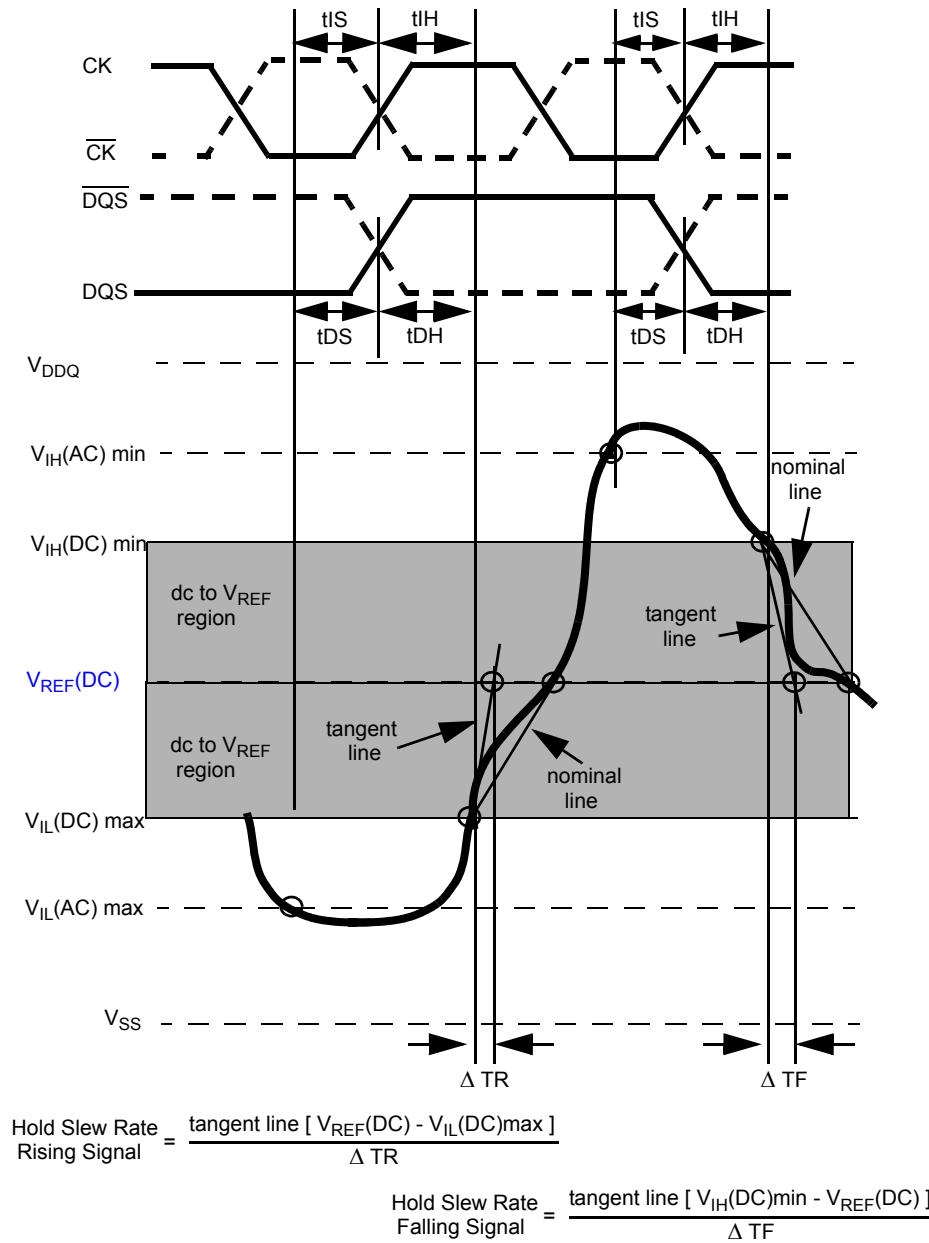 tIS tIH tIS tIH
CK
C̅K̅
D̅Q̅S̅
DQS
tDS tDH tDS tDH
VDDQ
VIH(AC) min
nominal
line
VIH(DC) min
dc to VREF
region
tangent
line
VREF(DC)
tangent
line
dc to VREF
region
nominal
line
VIL(DC) max
VIL(AC) max
VSS
Δ TR Δ TF
Hold Slew Rate
Rising Signal = tangent line [ VREF(DC) - VIL(DC)max ]
Δ TR
Hold Slew Rate
Falling Signal = tangent line [ VIH(DC)min - VREF(DC) ]
Δ TF